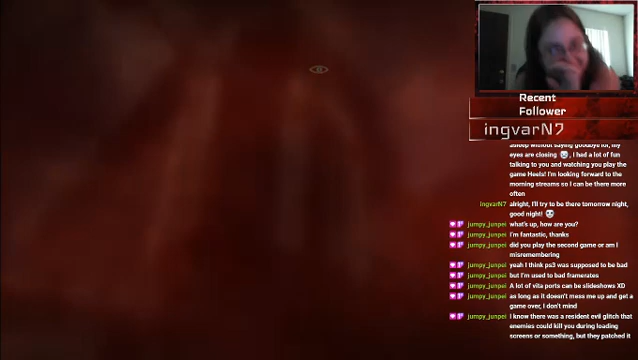 Recent
Follower
ingvarN7
asleep without saying goodbye lol, my
eyes are closing , I had a lot of fun
talking to you and watching you play the
game Heels! I'm looking forward to the
morning streams so I can be there more
often
ingvarN7 alright, I'll try to be there tomorrow night,
good night!
jumpy_junpei what's up, how are you?
jumpy_junpei I'm fantastic, thanks
jumpy_junpei did you play the second game or am I
misremembering
jumpy_junpei yeah I think ps3 was supposed to be bad
jumpy_junpei but I'm used to bad framerates
jumpy_junpei A lot of vita ports can be slideshows XD
jumpy_junpei as long as it doesn't mess me up and get a
game over, I don't mind
jumpy_junpei I know there was a resident evil glitch that
enemies could kill you during loading
screens or something, but they patched it